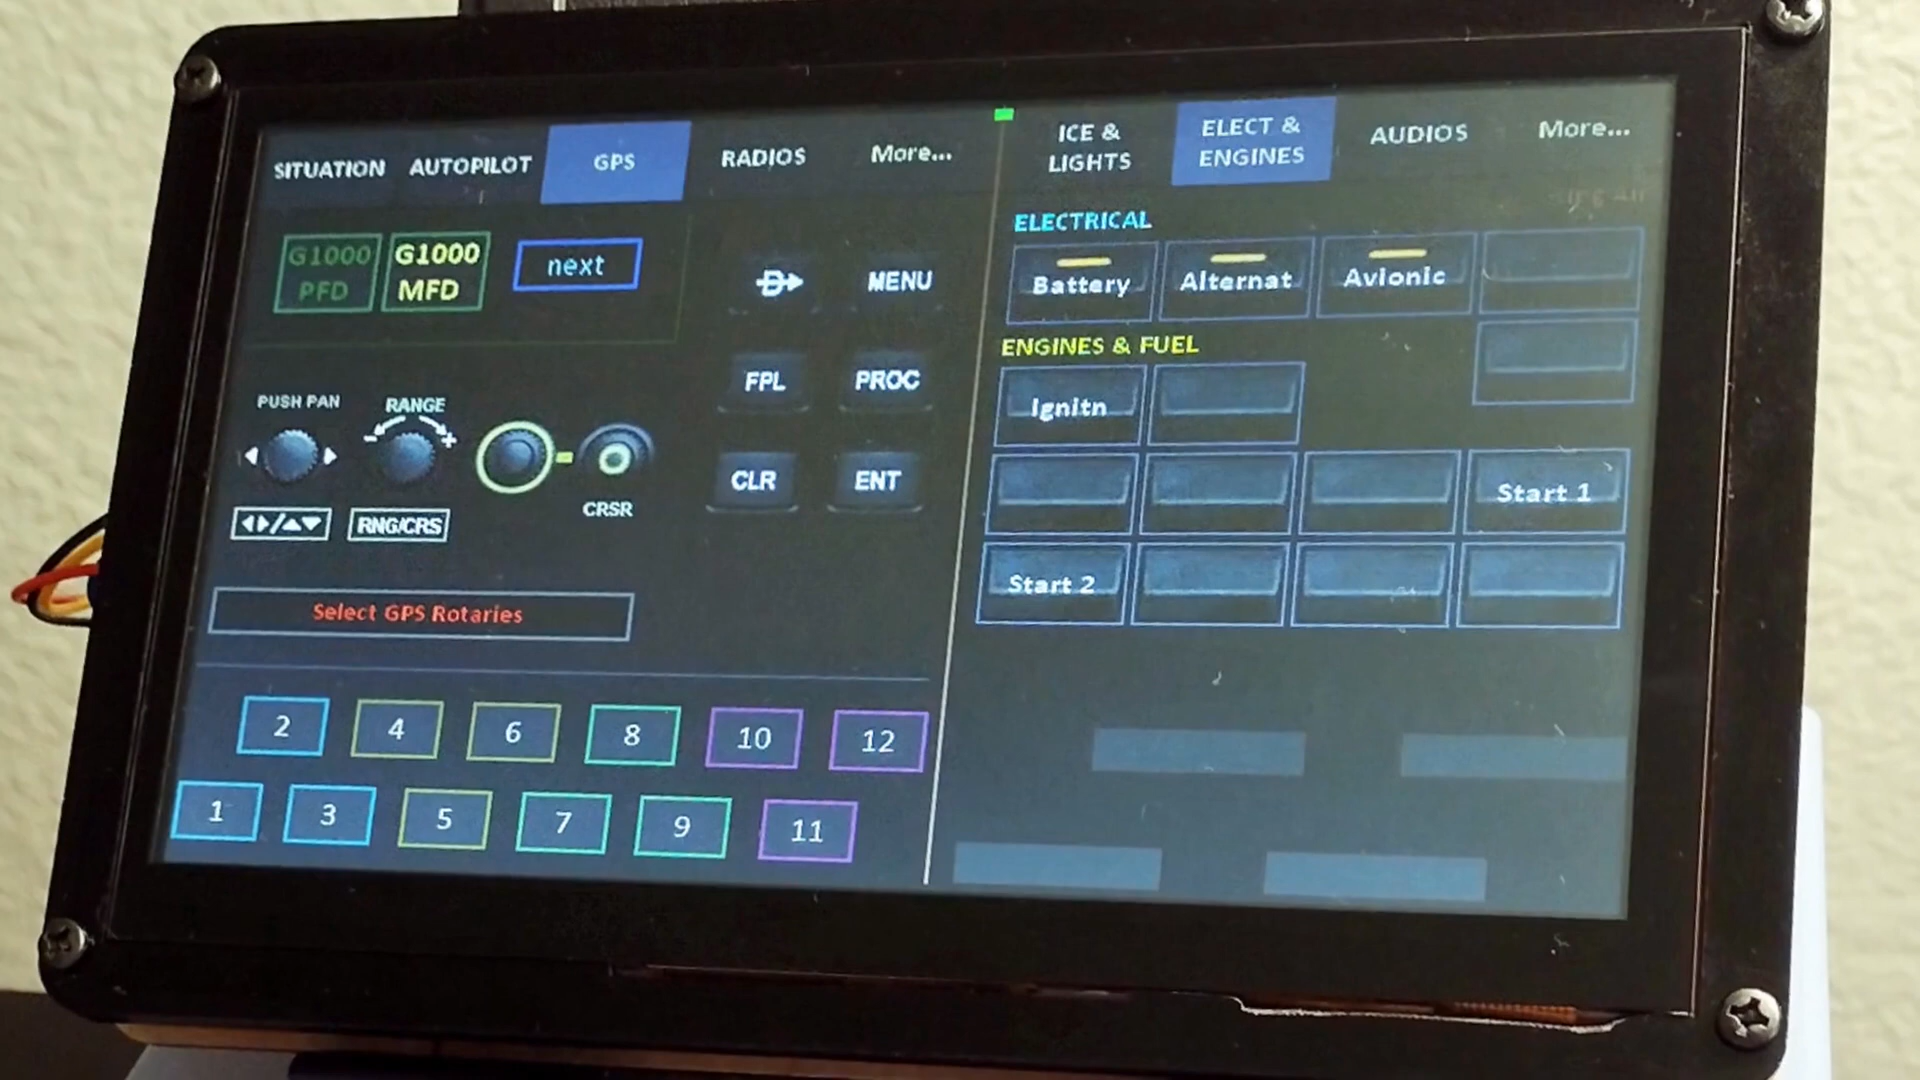 SITUATION AUTOPILOT GPS RADIOS More...
G1000 PFD
G1000 MFD
next
MENU
PUSH PAN
RANGE
- +
FPL PROC
CLR ENT
CRSR
RNG/CRS
Select GPS Rotaries
2 4 6 8 10 12
1 3 5 7 9 11
ICE & LIGHTS
ELECT & ENGINES
AUDIOS
More...
ELECTRICAL
Battery Alternat Avionic
ENGINES & FUEL
Ignitn
Start 1
Start 2